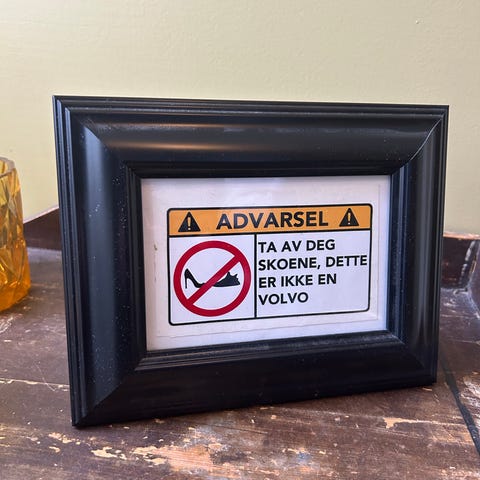 ADVARSEL
TA AV DEG
SKOENE, DETTE
ER IKKE EN
VOLVO